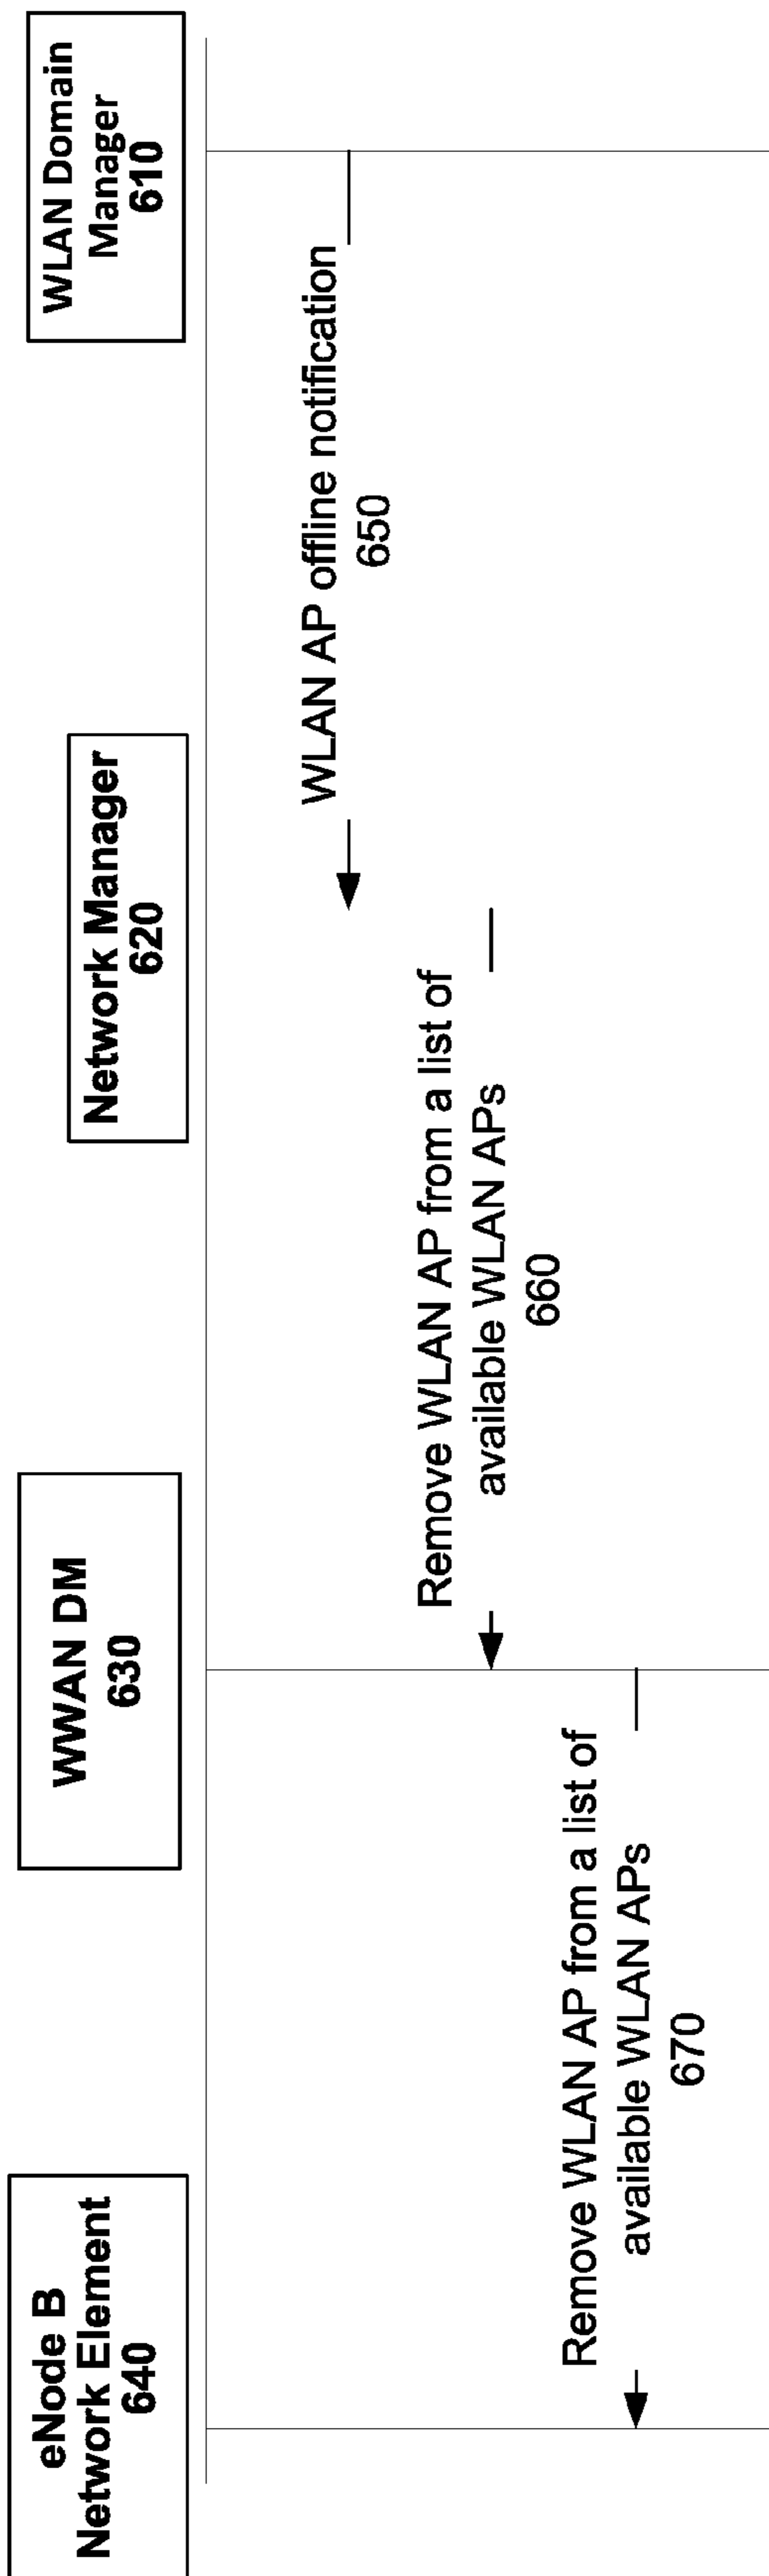 eNode B
Network Element
640
WWAN DM
630
Network Manager
620
WLAN Domain
Manager
610
WLAN AP offline notification
650
Remove WLAN AP from a list of
available WLAN APs
660
Remove WLAN AP from a list of
available WLAN APs
670